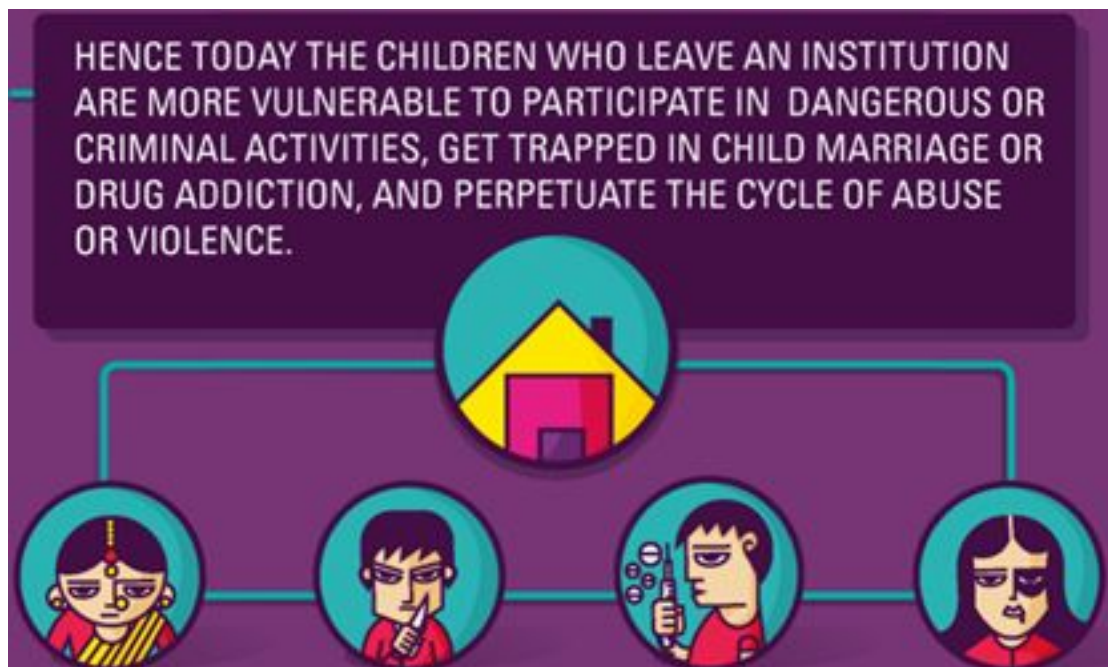 HENCE TODAY THE CHILDREN WHO LEAVE AN INSTITUTION
ARE MORE VULNERABLE TO PARTICIPATE IN DANGEROUS OR
CRIMINAL ACTIVITIES, GET TRAPPED IN CHILD MARRIAGE OR
DRUG ADDICTION, AND PERPETUATE THE CYCLE OF ABUSE
OR VIOLENCE.